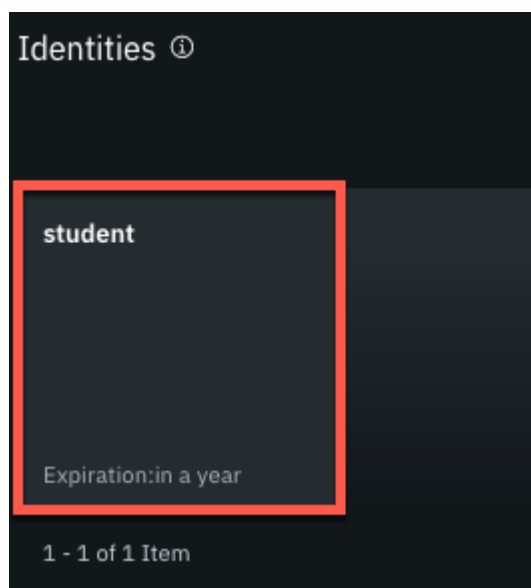 Identities
student
Expiration:in a year
1 - 1 of 1 Item